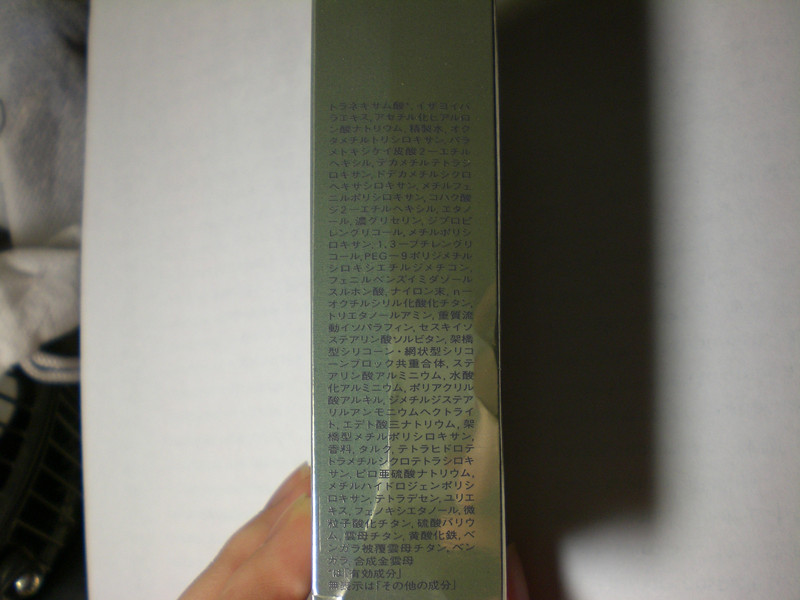 トラネキサム酸*, イザヨイバ
ラエキス, アセチル化ヒアルロ
ン酸ナトリウム, 精製水, オク
タメチルトリシロキサン, パラ
メトキシケイ皮酸2ーエチル
ヘキシル, デカメチルテトラシ
ロキサン, ドデカメチルシクロ
ヘキサシロキサン, メチルフェ
ニルポリシロキサン, コハク酸
ジ2ーエチルヘキシル, エタノ
ール, 濃グリセリン, ジプロピ
レングリコール, メチルポリシ
ロキサン, 1, 3ーブチレングリ
コール, PEGー9ポリジメチル
シロキシエチルジメチコン,
フェニルベンズイミダゾール
スルホン酸, ナイロン末, nー
オクチルシリル化酸化チタン,
トリエタノールアミン, 重質流
動イソパラフィン, セスキイソ
ステアリン酸ソルビタン, 架橋
型シリコーン・網状型シリコ
ーンブロック共重合体, ステ
アリン酸アルミニウム, 水酸
化アルミニウム, ポリアクリル
酸アルキル, ジメチルジステア
リルアンモニウムヘクトライ
ト, エデト酸三ナトリウム, 架
橋型メチルポリシロキサン,
香料, タルク, テトラヒドロテ
トラメチルシクロテトラシロキ
サン, ピロ亜硫酸ナトリウム,
メチルハイドロジェンポリシ
ロキサン, テトラデセン, ユリエ
キス, フェノキシエタノール, 微
粒子酸化チタン, 硫酸バリウ
ム, 雲母チタン, 黄酸化鉄, ベン
ガラ被覆雲母チタン, ベン
ガラ, 合成金雲母
*は「有効成分」
無表示は「その他の成分」